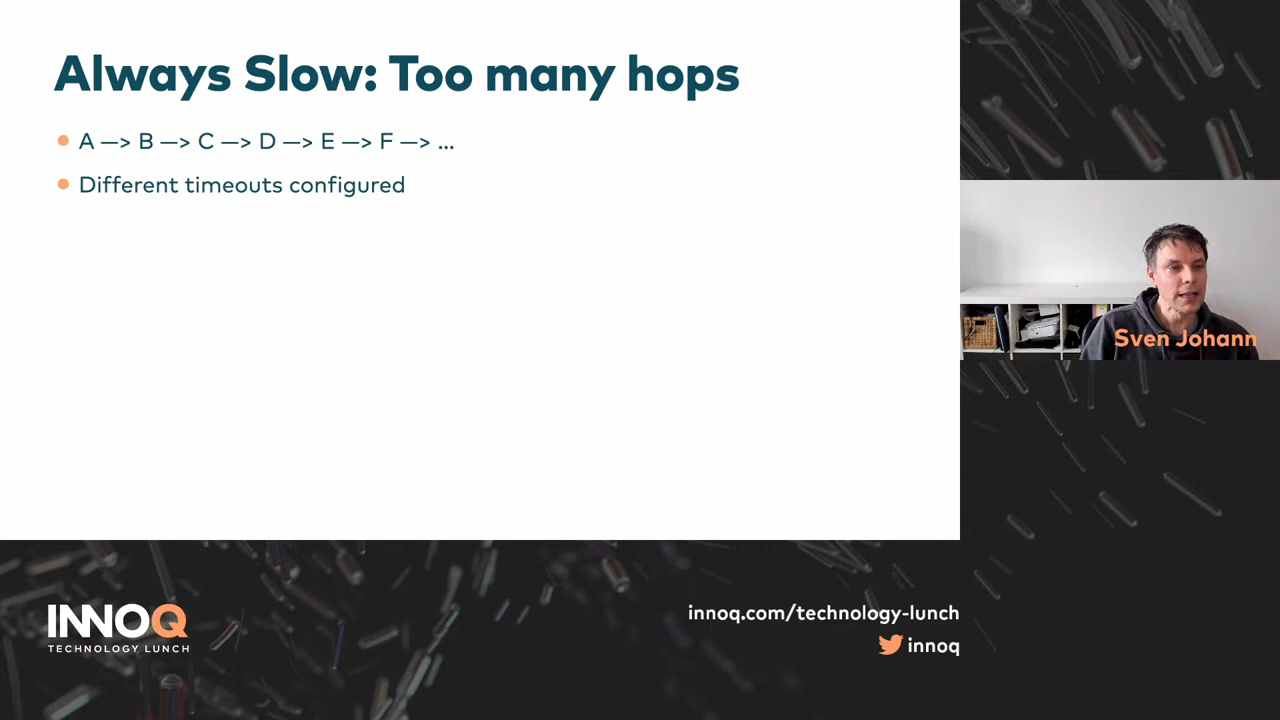 Always Slow: Too many hops
A —> B —> C —> D —> E —> F —> ...
Different timeouts configured
Sven Johann
INNOQ
TECHNOLOGY LUNCH
innoq.com/technology-lunch
innoq